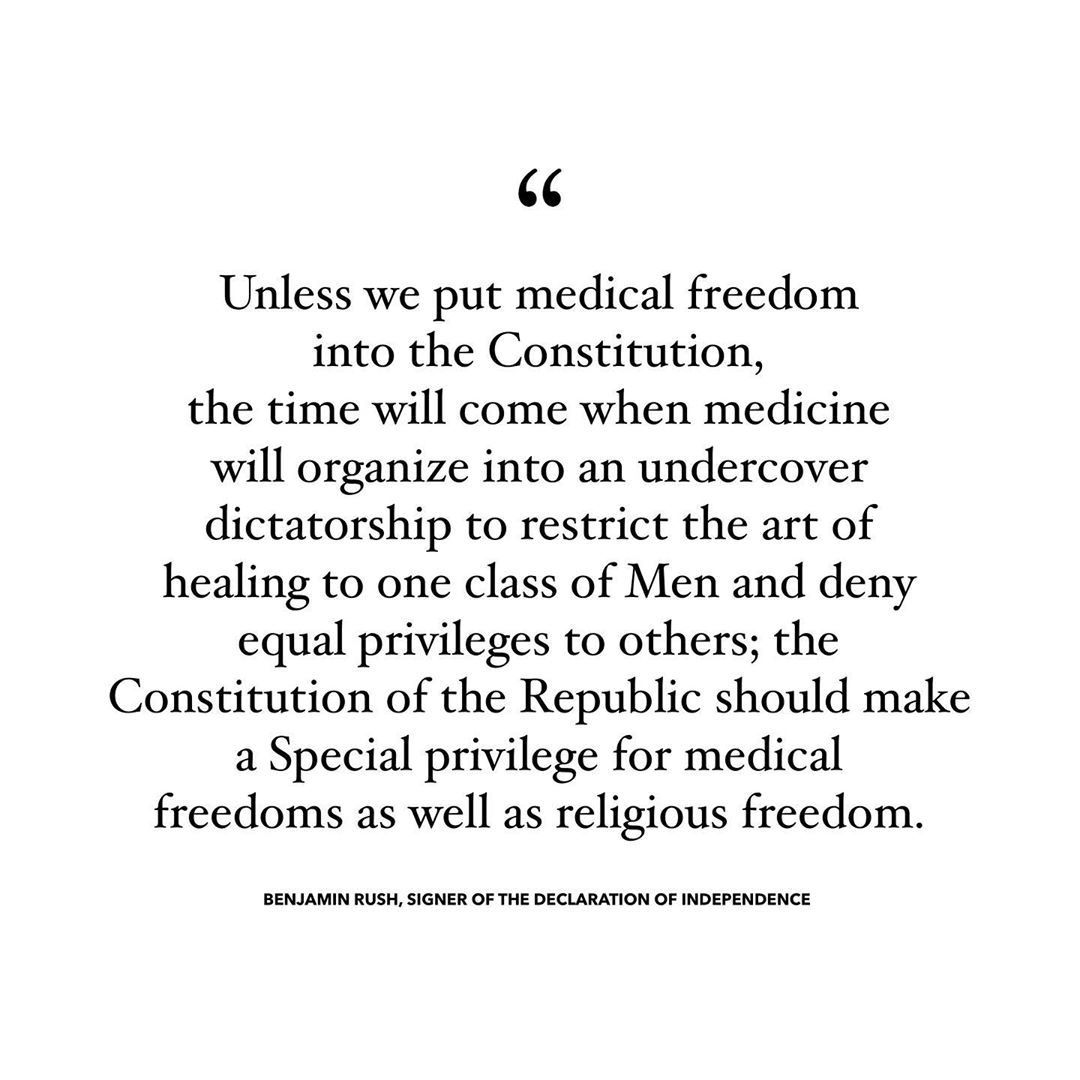 “
Unless we put medical freedom
into the Constitution,
the time will come when medicine
will organize into an undercover
dictatorship to restrict the art of
healing to one class of Men and deny
equal privileges to others; the
Constitution of the Republic should make
a Special privilege for medical
freedoms as well as religious freedom.
BENJAMIN RUSH, SIGNER OF THE DECLARATION OF INDEPENDENCE